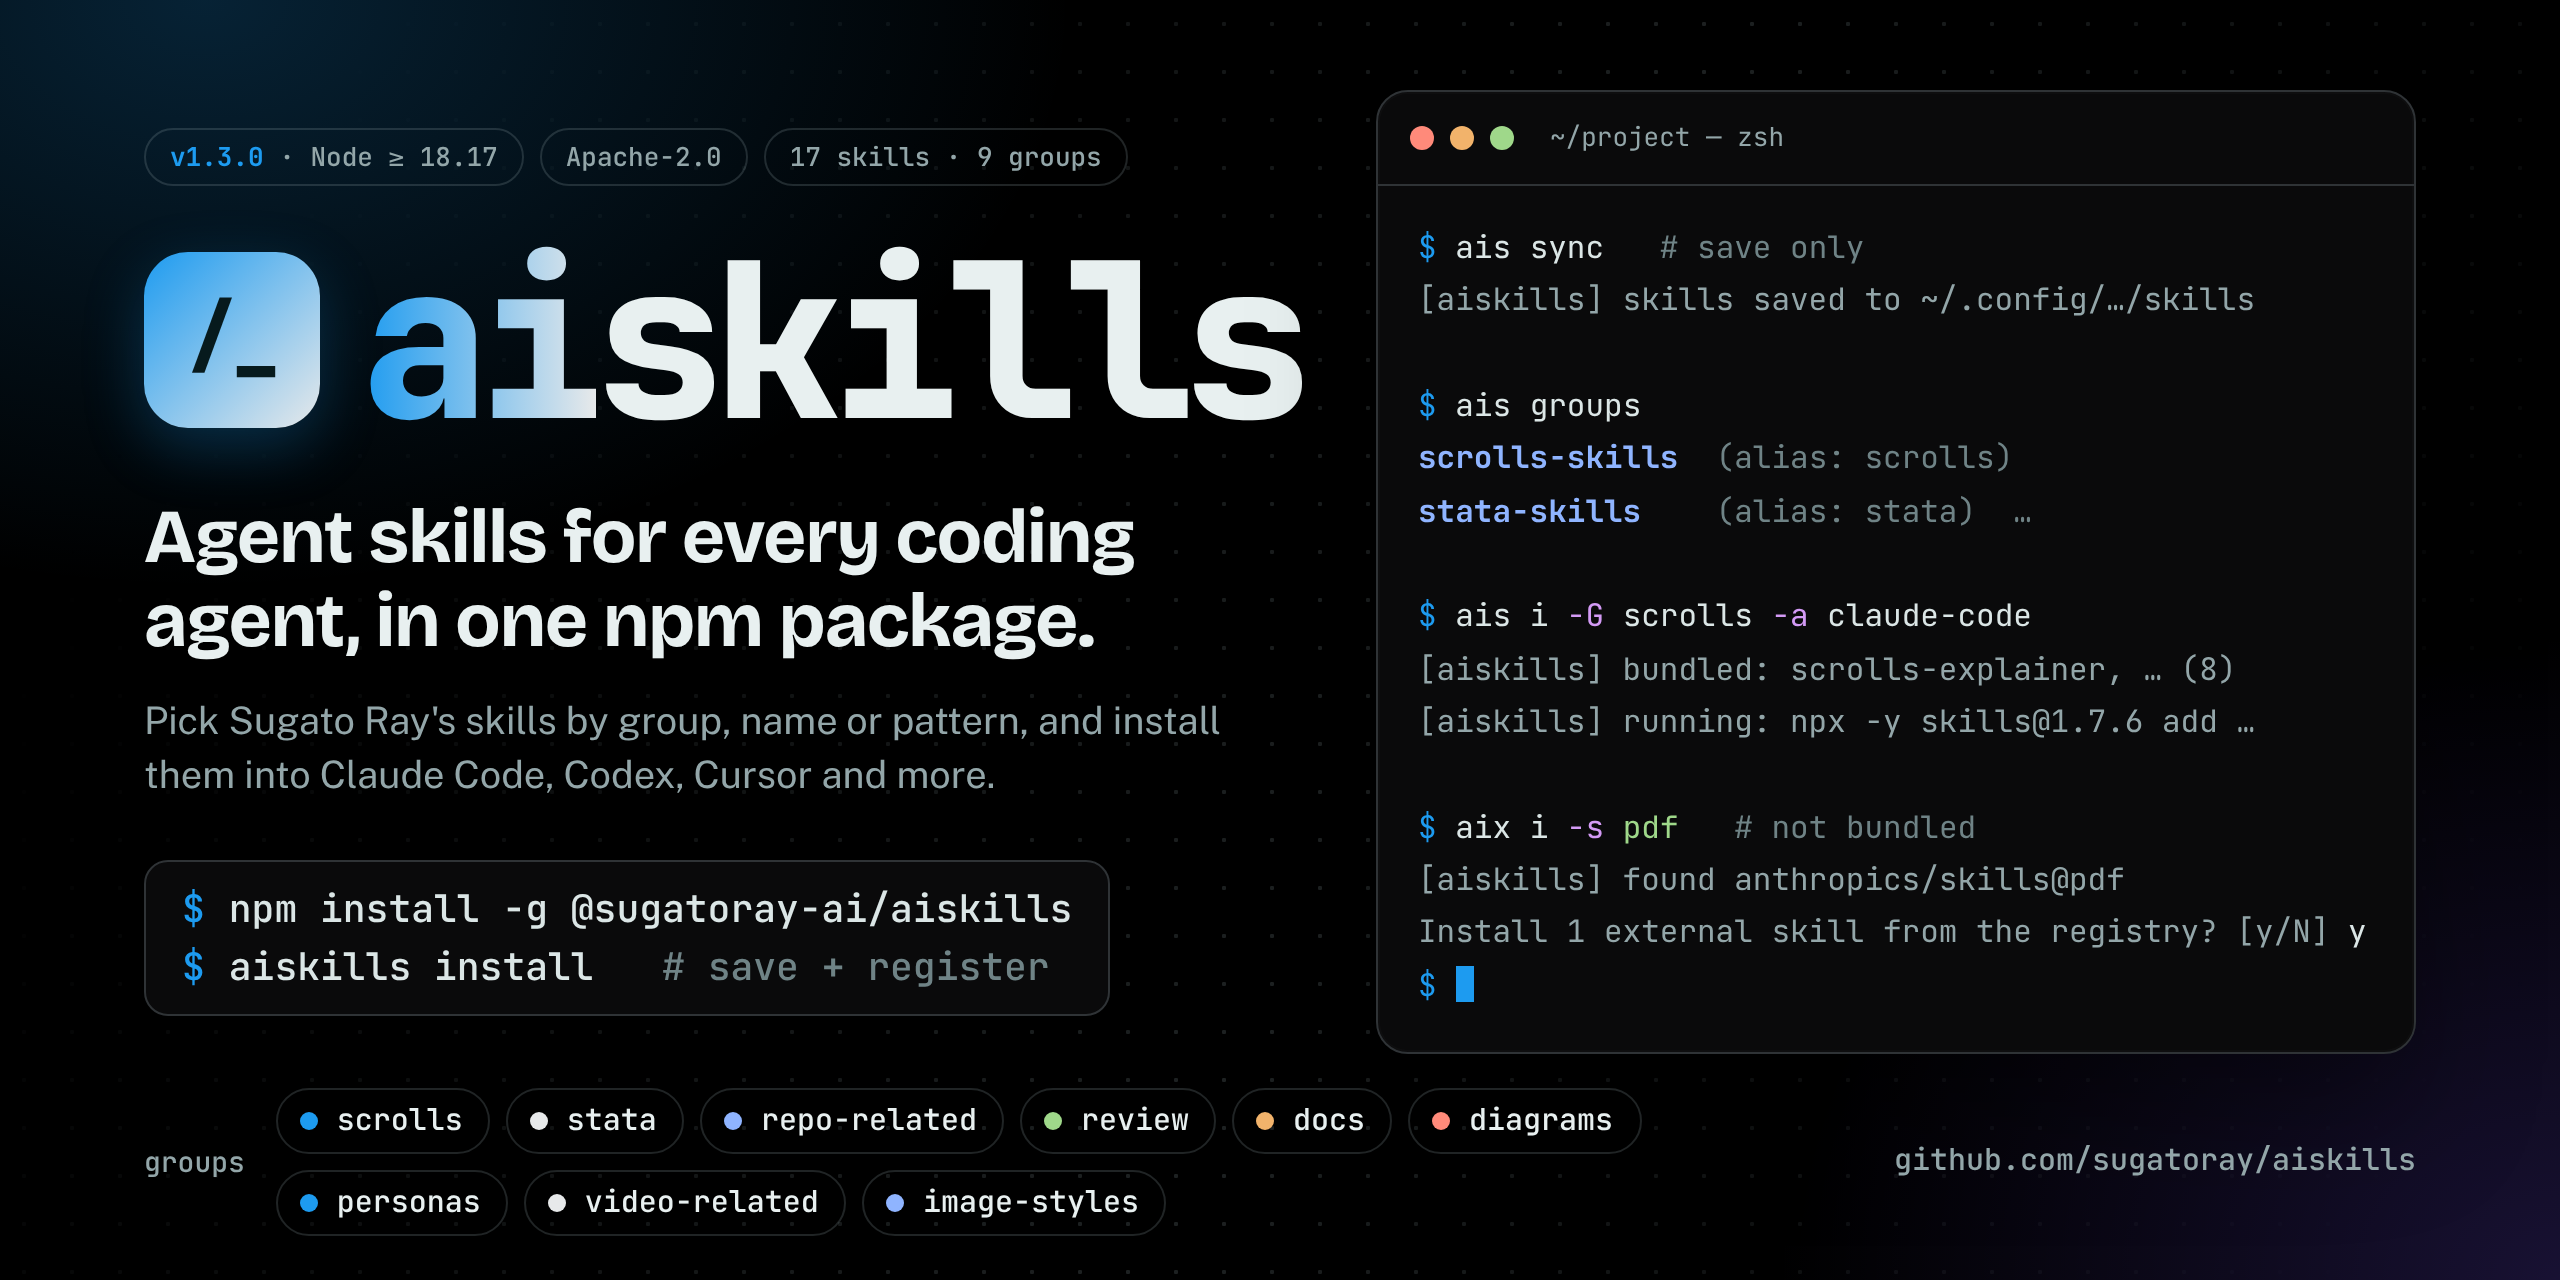 v1.3.0 · Node ≥ 18.17
Apache-2.0
17 skills · 9 groups
/_
aiskills
Agent skills for every coding
agent, in one npm package.
Pick Sugato Ray's skills by group, name or pattern, and install
them into Claude Code, Codex, Cursor and more.
$ npm install -g @sugatoray-ai/aiskills
$ aiskills install   # save + register
~/project — zsh
$ ais sync   # save only
[aiskills] skills saved to ~/.config/…/skills
$ ais groups
scrolls-skills  (alias: scrolls)
stata-skills    (alias: stata)  …
$ ais i -G scrolls -a claude-code
[aiskills] bundled: scrolls-explainer, … (8)
[aiskills] running: npx -y skills@1.7.6 add …
$ aix i -s pdf   # not bundled
[aiskills] found anthropics/skills@pdf
Install 1 external skill from the registry? [y/N] y
$
groups
scrolls
stata
repo-related
review
docs
diagrams
personas
video-related
image-styles
github.com/sugatoray/aiskills